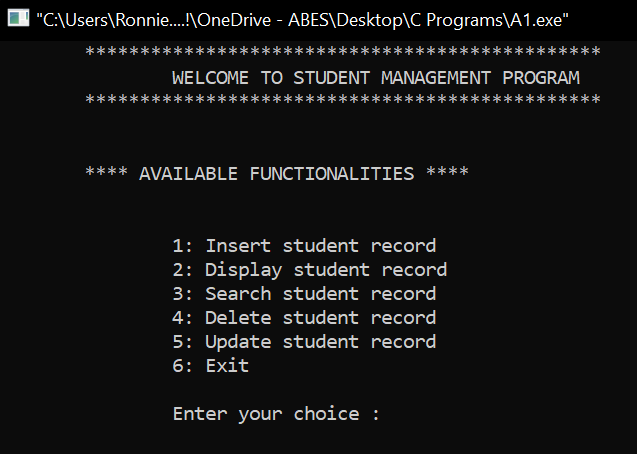 "C:\Users\Ronnie....!\OneDrive - ABES\Desktop\C Programs\A1.exe"
***********************************************
WELCOME TO STUDENT MANAGEMENT PROGRAM
***********************************************
**** AVAILABLE FUNCTIONALITIES ****
1: Insert student record
2: Display student record
3: Search student record
4: Delete student record
5: Update student record
6: Exit
Enter your choice :